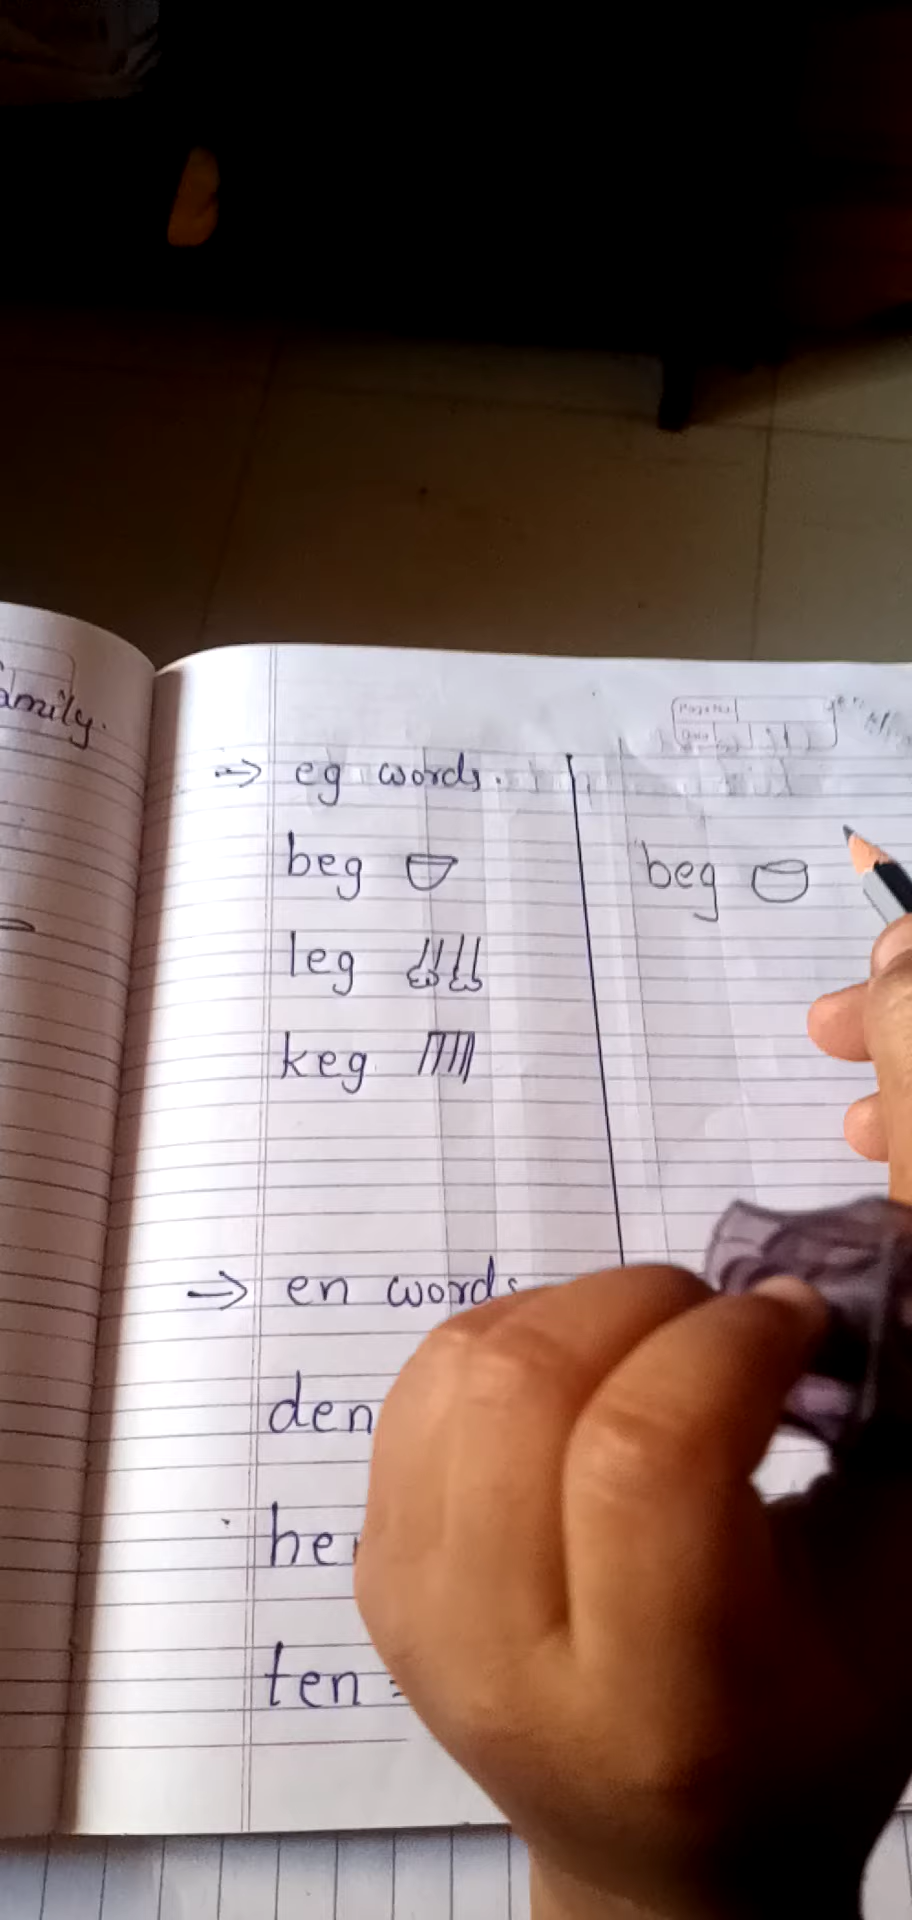 amily.
→ eg words.
beg
leg
keg
beg
→ en words
den
he
ten